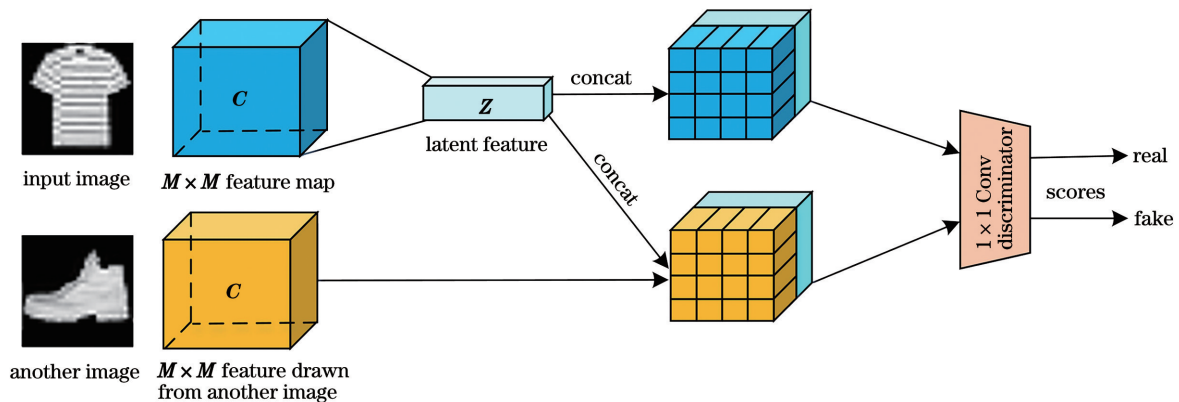 C
input image
M × M feature map
Z
latent feature
concat
concat
C
another image
M × M feature drawn
from another image
1 × 1 Conv
discriminator
real
scores
fake